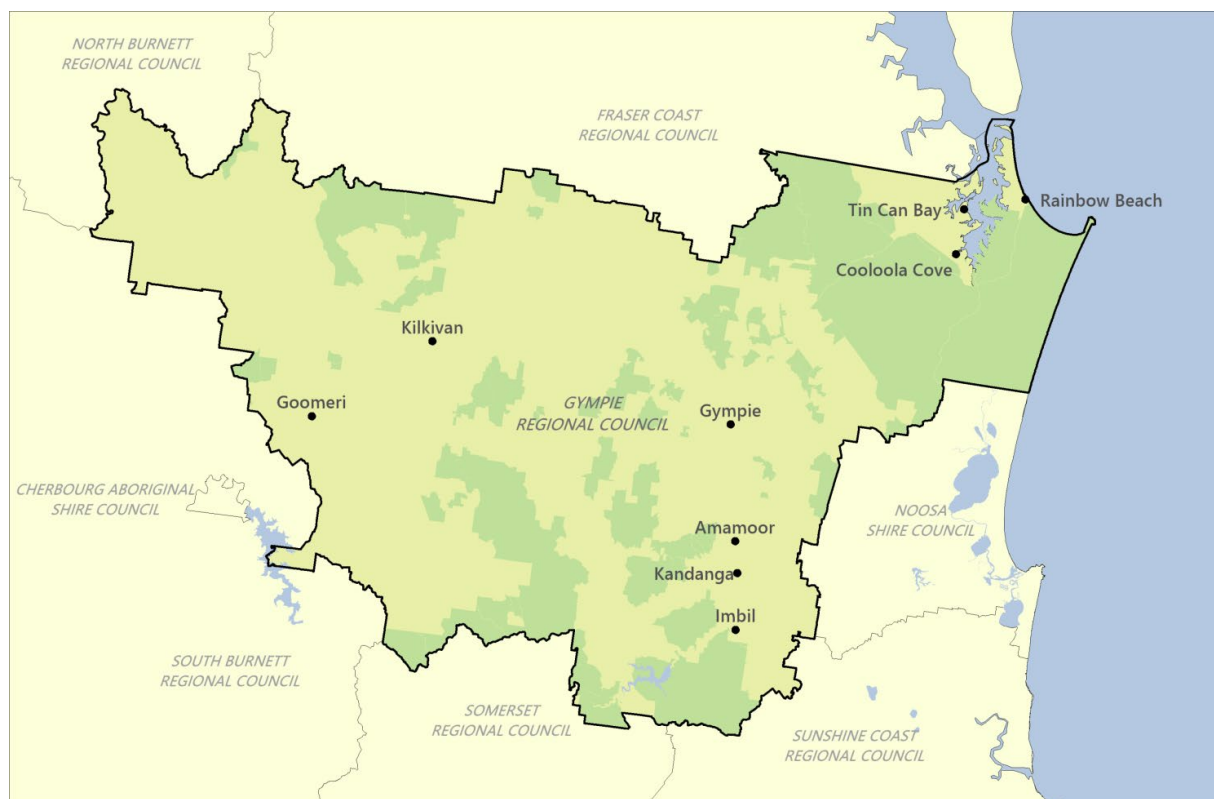 NORTH BURNETT
REGIONAL COUNCIL
FRASER COAST
REGIONAL COUNCIL
Tin Can Bay
Rainbow Beach
Cooloola Cove
Kilkivan
Goomeri
GYMPIE
REGIONAL COUNCIL
Gympie
CHERBOURG ABORIGINAL
SHIRE COUNCIL
NOOSA
SHIRE COUNCIL
Amamoor
Kandanga
Imbil
SOUTH BURNETT
REGIONAL COUNCIL
SOMERSET
REGIONAL COUNCIL
SUNSHINE COAST
REGIONAL COUNCIL